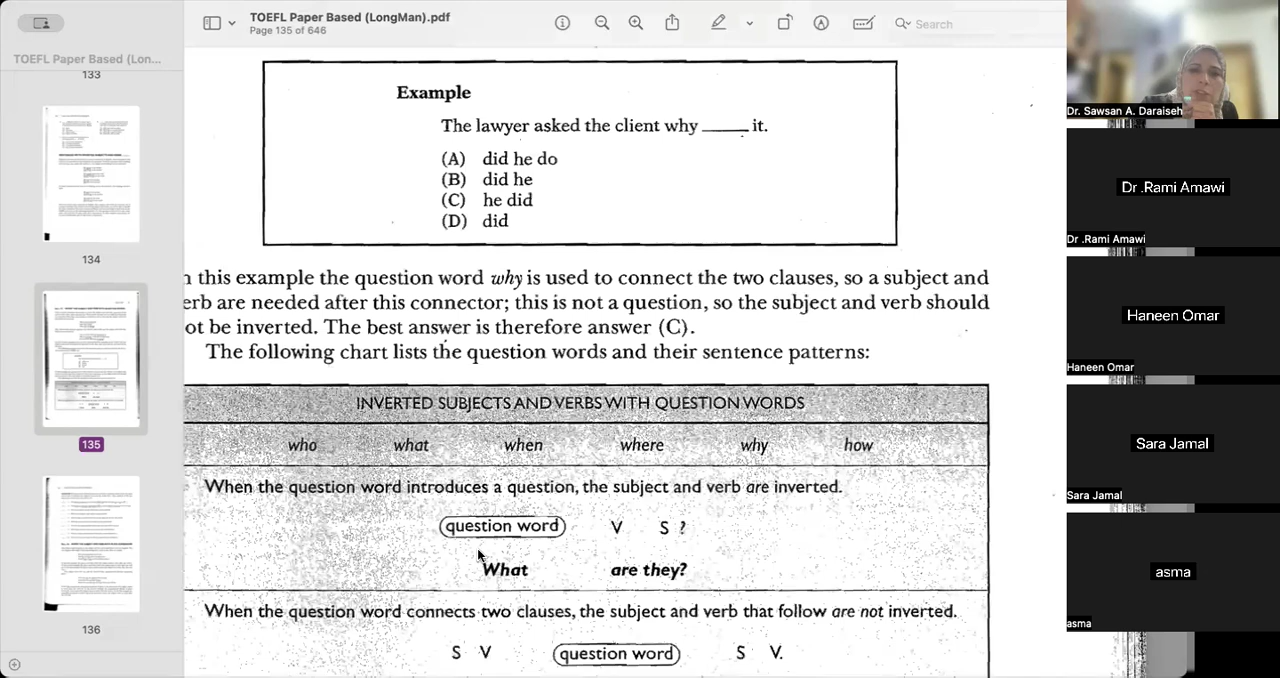 TOEFL Paper Based (LongMan).pdf
Page 135 of 646
Search
TOEFL Paper Based (Lon...
133
134
135
136
Example
The lawyer asked the client why _____ it.
(A) did he do
(B) did he
(C) he did
(D) did
n this example the question word why is used to connect the two clauses, so a subject and
erb are needed after this connector; this is not a question, so the subject and verb should
ot be inverted. The best answer is therefore answer (C).
The following chart lists the question words and their sentence patterns:
INVERTED SUBJECTS AND VERBS WITH QUESTION WORDS
who what when where why how
When the question word introduces a question, the subject and verb are inverted.
question word V S ?
What are they?
When the question word connects two clauses, the subject and verb that follow are not inverted.
S V question word S V.
Dr. Sawsan A. Daraiseh
Dr .Rami Amawi
Dr .Rami Amawi
Haneen Omar
Haneen Omar
Sara Jamal
Sara Jamal
asma
asma